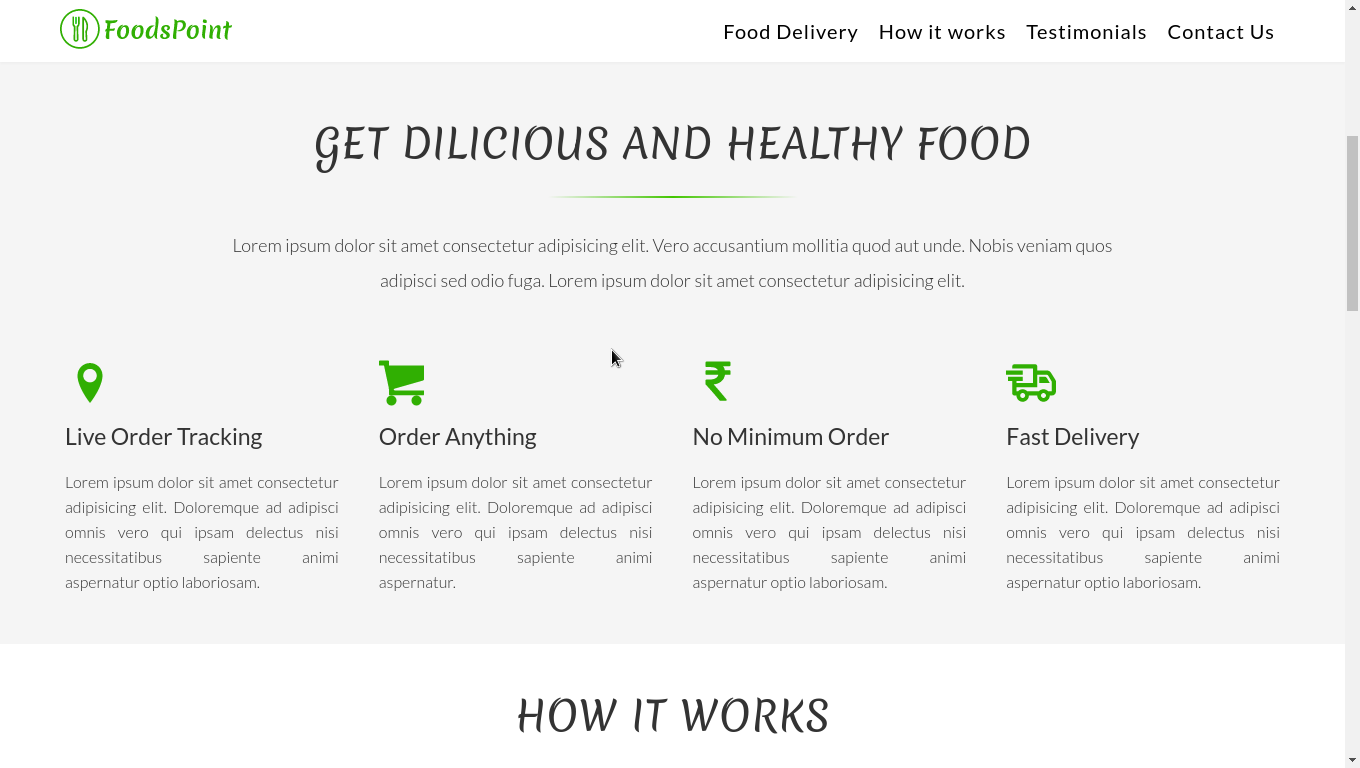 FoodsPoint
Food Delivery How it works Testimonials Contact Us
GET DILICIOUS AND HEALTHY FOOD
Lorem ipsum dolor sit amet consectetur adipisicing elit. Vero accusantium mollitia quod aut unde. Nobis veniam quos
adipisci sed odio fuga. Lorem ipsum dolor sit amet consectetur adipisicing elit.
Live Order Tracking
Lorem ipsum dolor sit amet consectetur
adipisicing elit. Doloremque ad adipisci
omnis vero qui ipsam delectus nisi
necessitatibus sapiente animi
aspernatur optio laboriosam.
Order Anything
Lorem ipsum dolor sit amet consectetur
adipisicing elit. Doloremque ad adipisci
omnis vero qui ipsam delectus nisi
necessitatibus sapiente animi
aspernatur.
₹
No Minimum Order
Lorem ipsum dolor sit amet consectetur
adipisicing elit. Doloremque ad adipisci
omnis vero qui ipsam delectus nisi
necessitatibus sapiente animi
aspernatur optio laboriosam.
Fast Delivery
Lorem ipsum dolor sit amet consectetur
adipisicing elit. Doloremque ad adipisci
omnis vero qui ipsam delectus nisi
necessitatibus sapiente animi
aspernatur optio laboriosam.
HOW IT WORKS